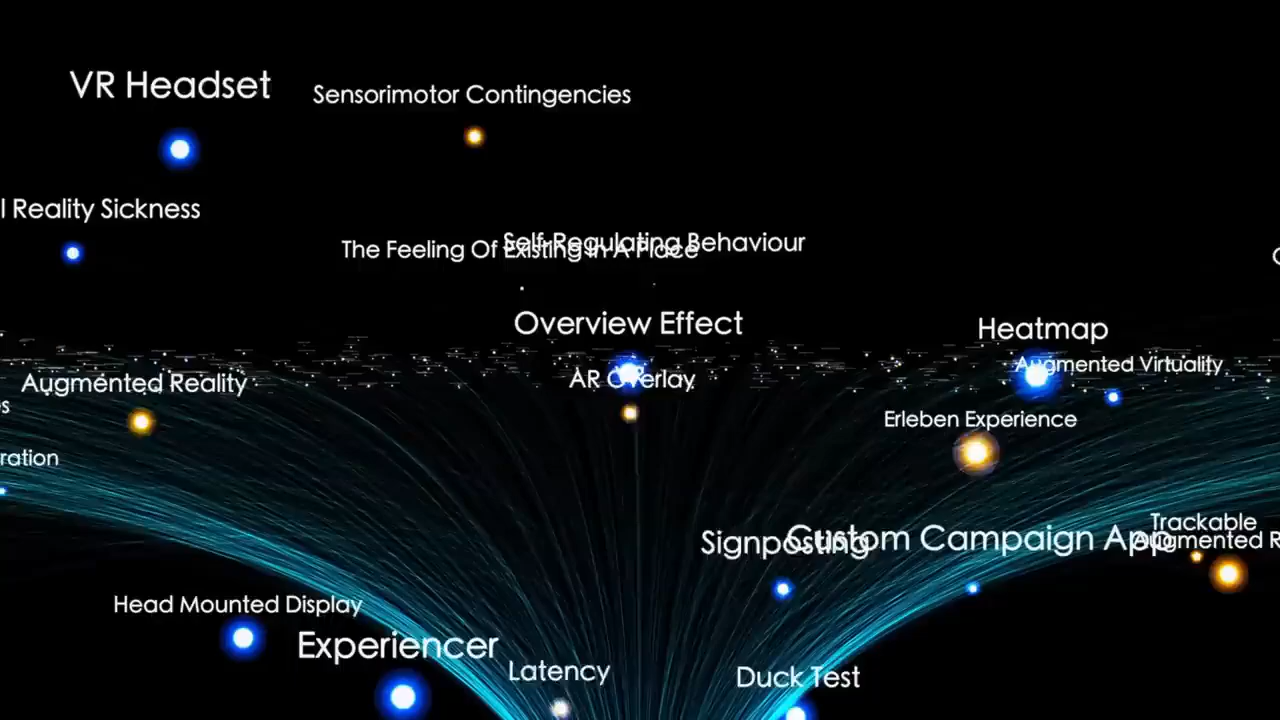 VR Headset
Sensorimotor Contingencies
l Reality Sickness
Self-Regulating Behaviour
The Feeling Of Existing In A Place
Overview Effect
Heatmap
Augmented Virtuality
AR Overlay
Augmented Reality
s
Erleben Experience
ration
Trackable
Custom Campaign App
Signposting
Augmented R
Head Mounted Display
Experiencer
Latency
Duck Test